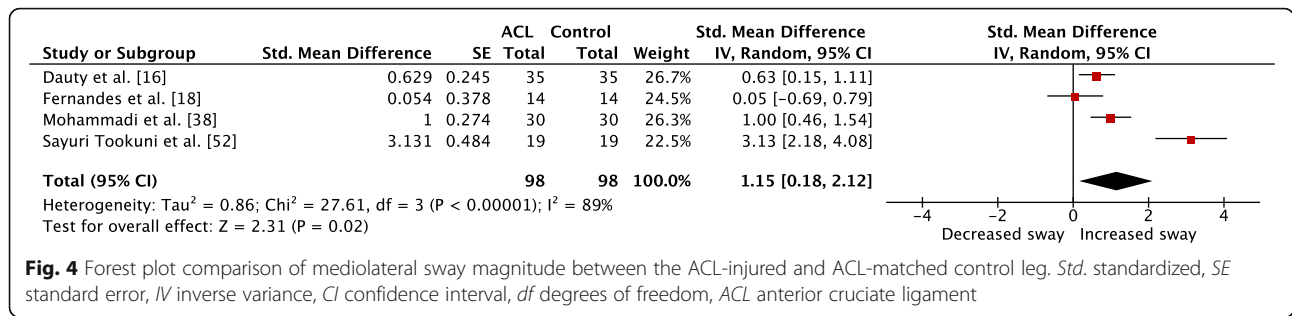 ACL Control Std. Mean Difference Std. Mean Difference
Study or Subgroup Std. Mean Difference SE Total Total Weight IV, Random, 95% CI IV, Random, 95% CI
Dauty et al. [16] 0.629 0.245 35 35 26.7% 0.63 [0.15, 1.11]
Fernandes et al. [18] 0.054 0.378 14 14 24.5% 0.05 [−0.69, 0.79]
Mohammadi et al. [38] 1 0.274 30 30 26.3% 1.00 [0.46, 1.54]
Sayuri Tookuni et al. [52] 3.131 0.484 19 19 22.5% 3.13 [2.18, 4.08]
Total (95% CI) 98 98 100.0% 1.15 [0.18, 2.12]
Heterogeneity: Tau² = 0.86; Chi² = 27.61, df = 3 (P < 0.00001); I² = 89%
Test for overall effect: Z = 2.31 (P = 0.02)
−4 −2 0 2 4
Decreased sway Increased sway
Fig. 4 Forest plot comparison of mediolateral sway magnitude between the ACL-injured and ACL-matched control leg. Std. standardized, SE
standard error, IV inverse variance, CI confidence interval, df degrees of freedom, ACL anterior cruciate ligament